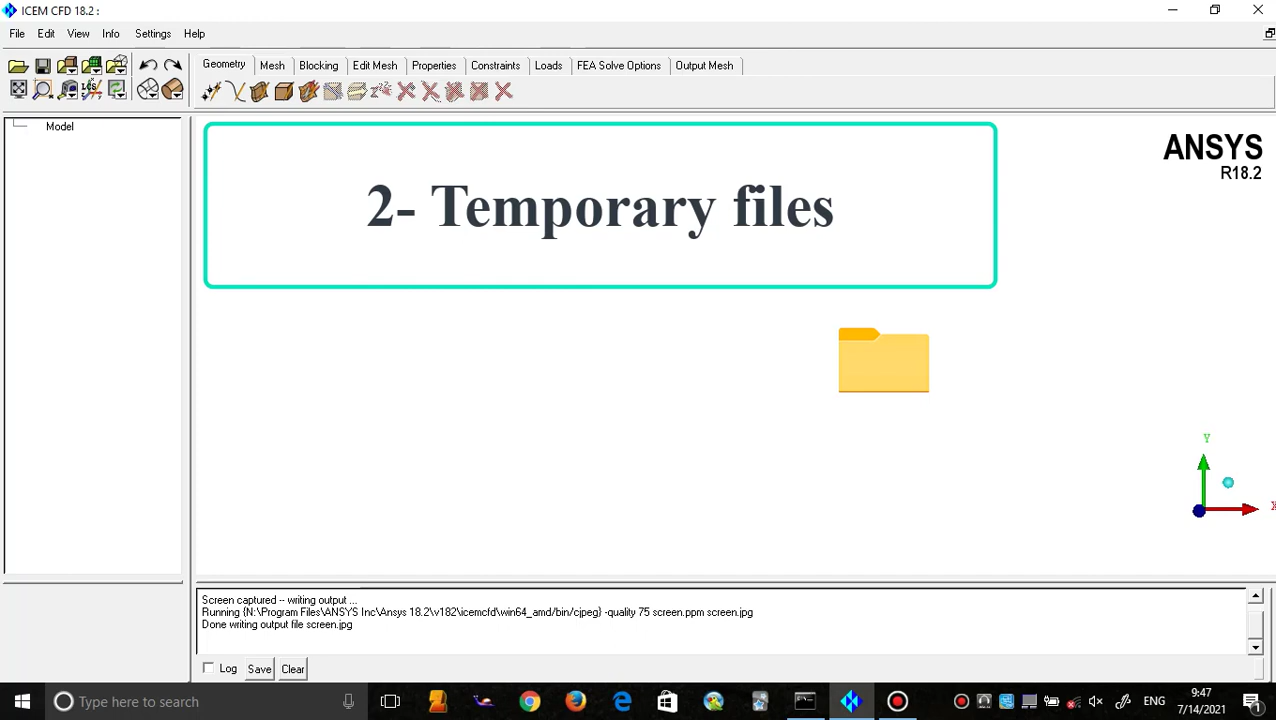 ICEM CFD 18.2 :
File Edit View Info Settings Help
Geometry Mesh Blocking Edit Mesh Properties Constraints Loads FEA Solve Options Output Mesh
LCS
Model
ANSYS
R18.2
2- Temporary files
Y
X
Screen captured -- writing output ...
Running {N:\Program Files\ANSYS Inc\Ansys 18.2\v182\icemcfd\win64_amd/bin/cjpeg} -quality 75 screen.ppm screen.jpg
Done writing output file screen.jpg
Log Save Clear
Type here to search
ENG
9:47
7/14/2021
1